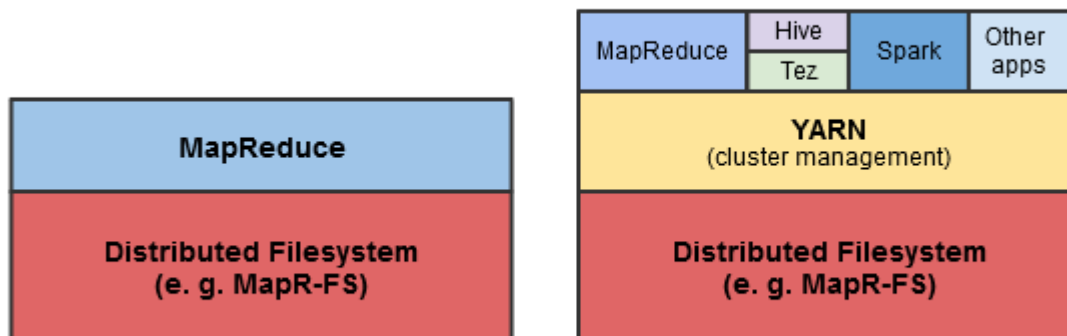 MapReduce
Distributed Filesystem
(e. g. MapR-FS)
MapReduce
Hive
Tez
Spark
Other
apps
YARN
(cluster management)
Distributed Filesystem
(e. g. MapR-FS)